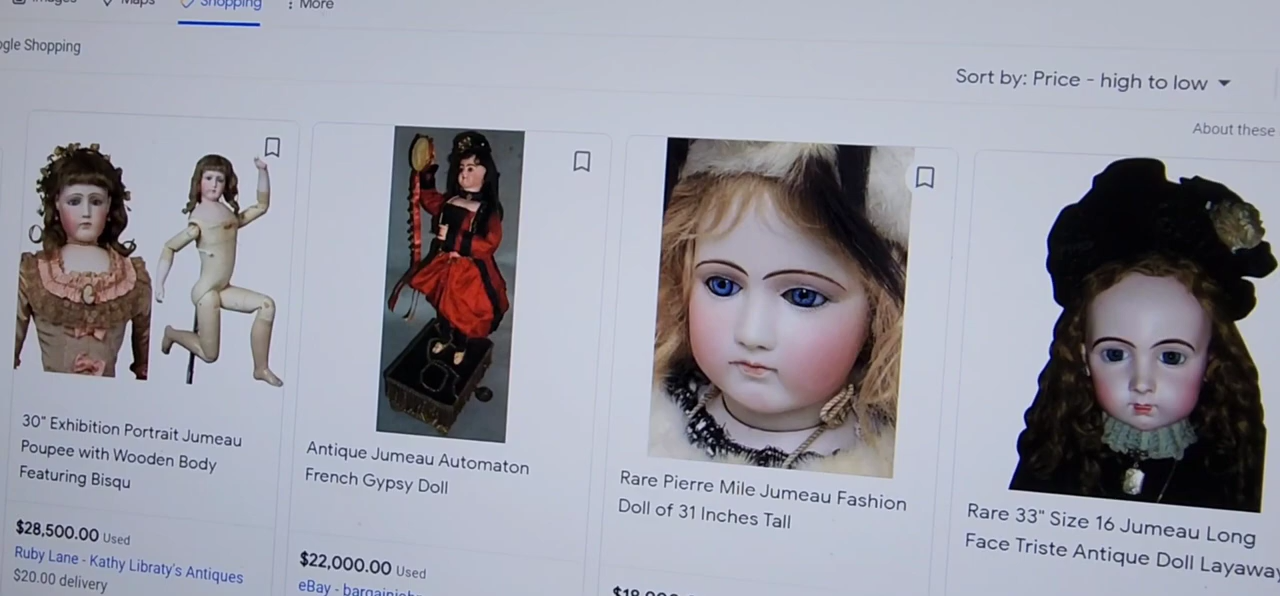 Images
Maps
Shopping
More
ogle Shopping
Sort by: Price - high to low
About these
30" Exhibition Portrait Jumeau
Poupee with Wooden Body
Featuring Bisqu
$28,500.00 Used
Ruby Lane - Kathy Libraty's Antiques
$20.00 delivery
Antique Jumeau Automaton
French Gypsy Doll
$22,000.00 Used
eBay -
Rare Pierre Mile Jumeau Fashion
Doll of 31 Inches Tall
Rare 33" Size 16 Jumeau Long
Face Triste Antique Doll Layaway